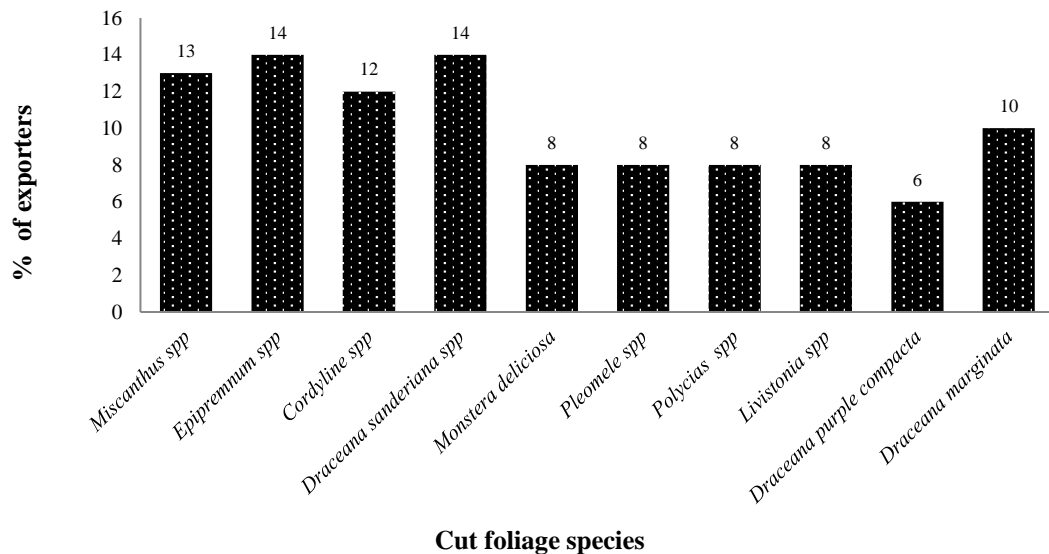 % of exporters
16
14
12
10
8
6
4
2
0
13
14
12
14
8
8
8
8
6
10
Miscanthus spp
Epipremnum spp
Cordyline spp
Draceana sanderiana spp
Monstera deliciosa
Pleomele spp
Polycias spp
Livistonia spp
Draceana purple compacta
Draceana marginata
Cut foliage species